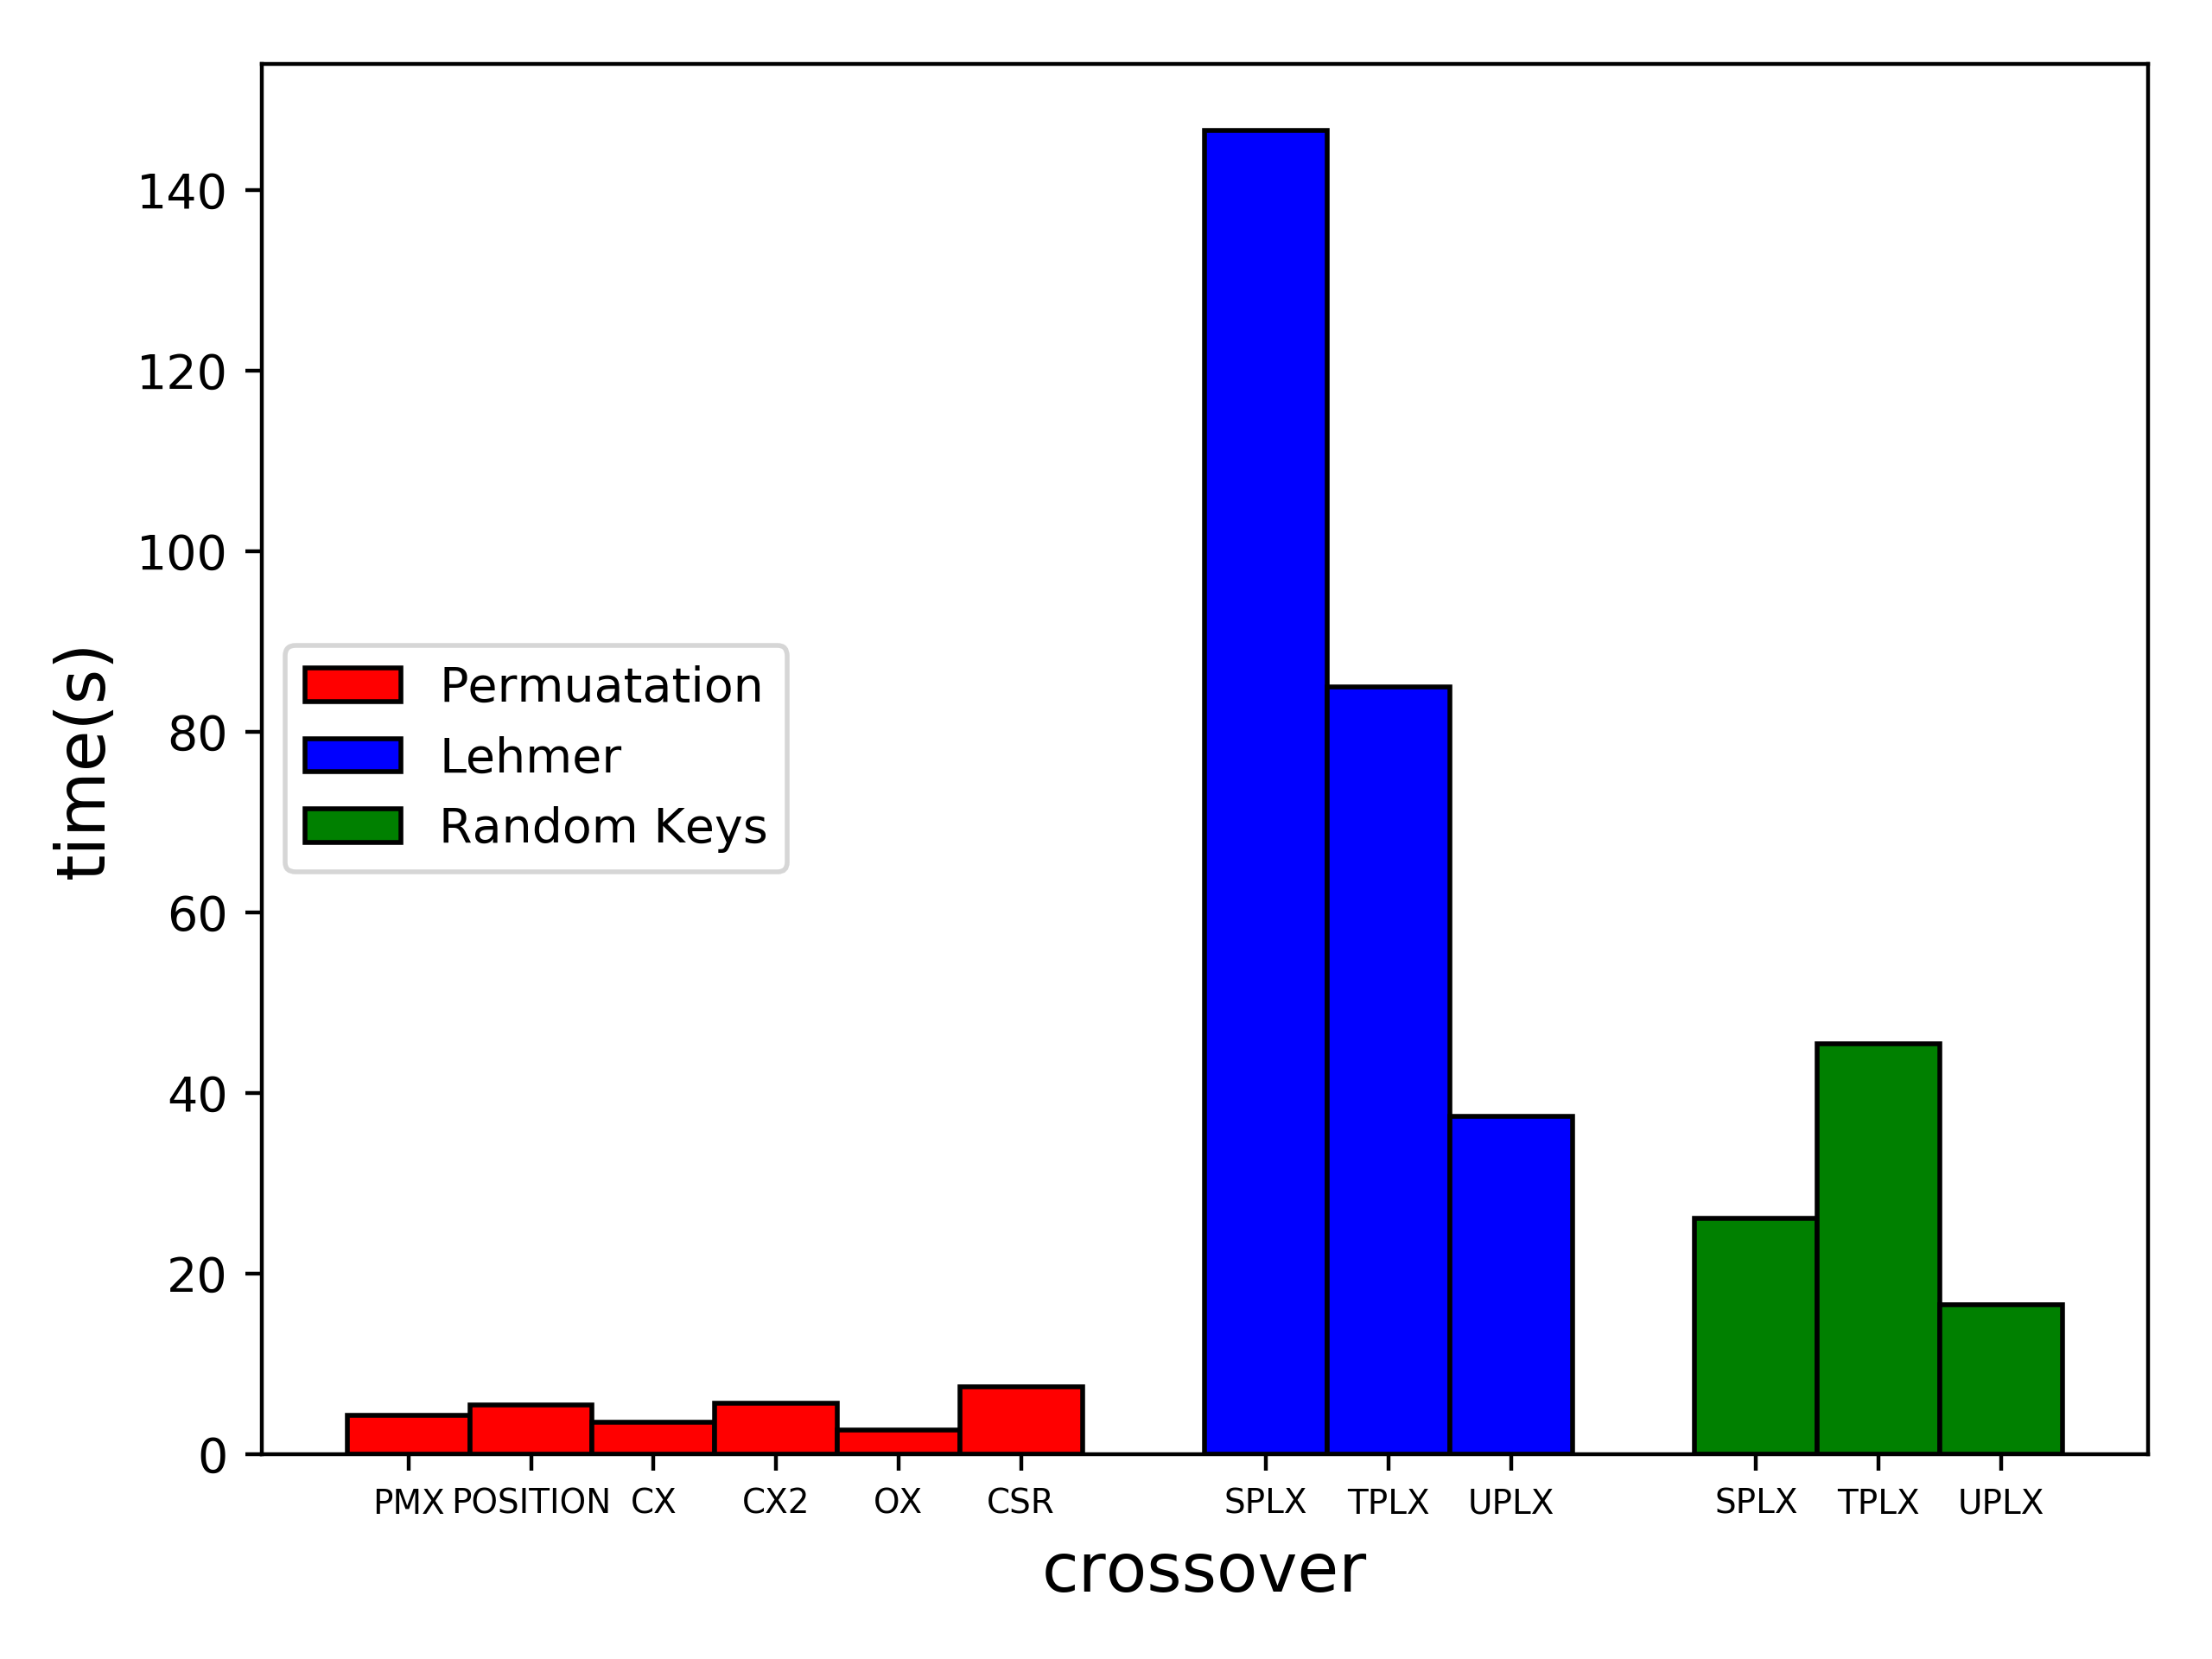 time(s)
140
120
100
80
60
40
20
0
Permuatation
Lehmer
Random Keys
PMX POSITION CX CX2 OX CSR SPLX TPLX UPLX SPLX TPLX UPLX
crossover